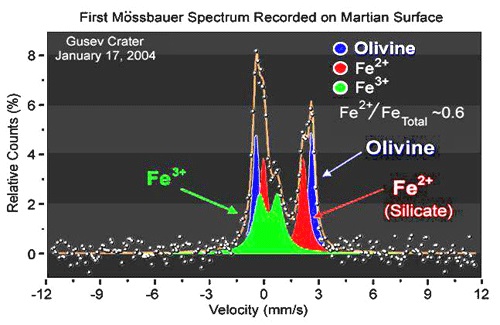 First Mössbauer Spectrum Recorded on Martian Surface
Gusev Crater
January 17, 2004
Olivine
Fe2+
Fe3+
Fe2+/FeTotal ~0.6
Olivine
Fe3+
Fe2+
(Silicate)
Relative Counts (%)
8
6
4
2
0
-12 -9 -6 -3 0 3 6 9 12
Velocity (mm/s)